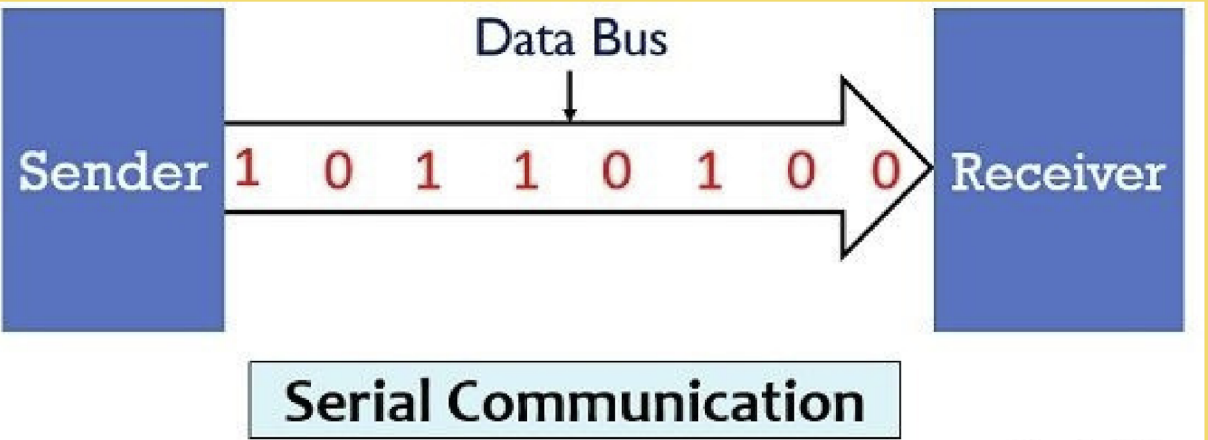 Data Bus
Sender 1 0 1 1 0 1 0 0 Receiver
Serial Communication